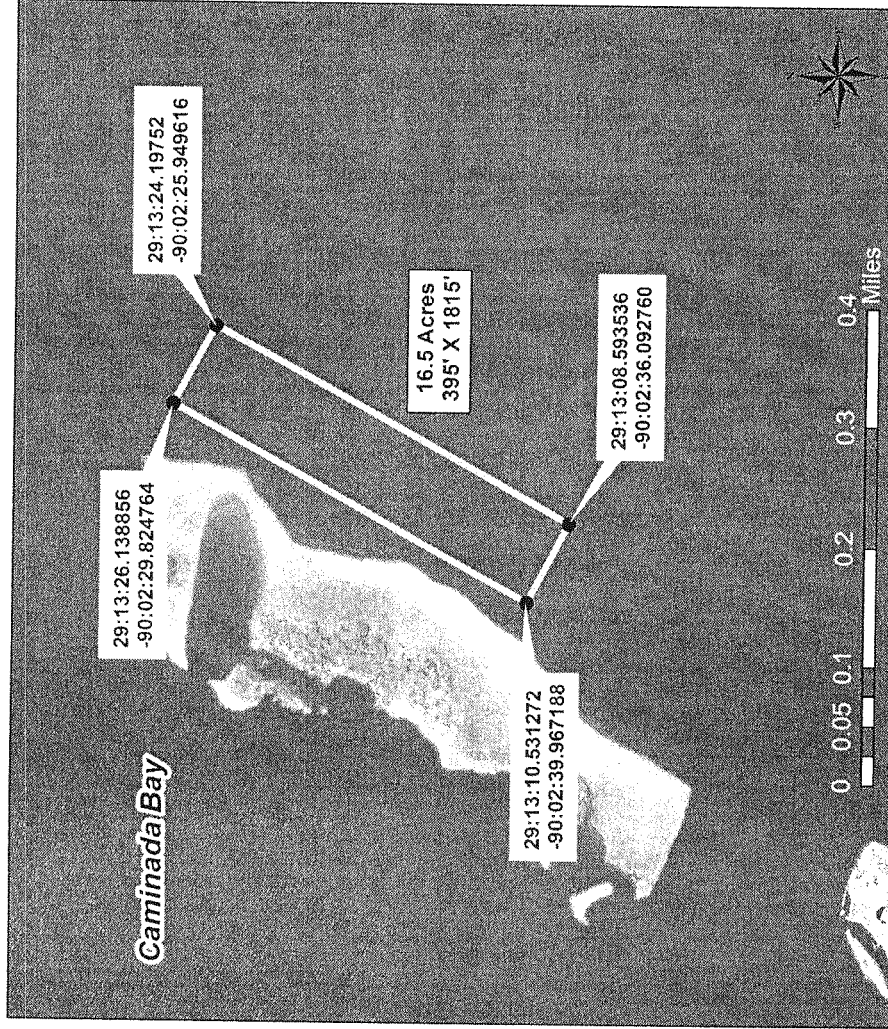 Caminada Bay
29:13:26.138856
-90:02:29.824764
29:13:24.19752
-90:02:25.949616
16.5 Acres
395' X 1815'
29:13:10.531272
-90:02:39.967188
29:13:08.593536
-90:02:36.092760
0 0.05 0.1 0.2 0.3 0.4
Miles